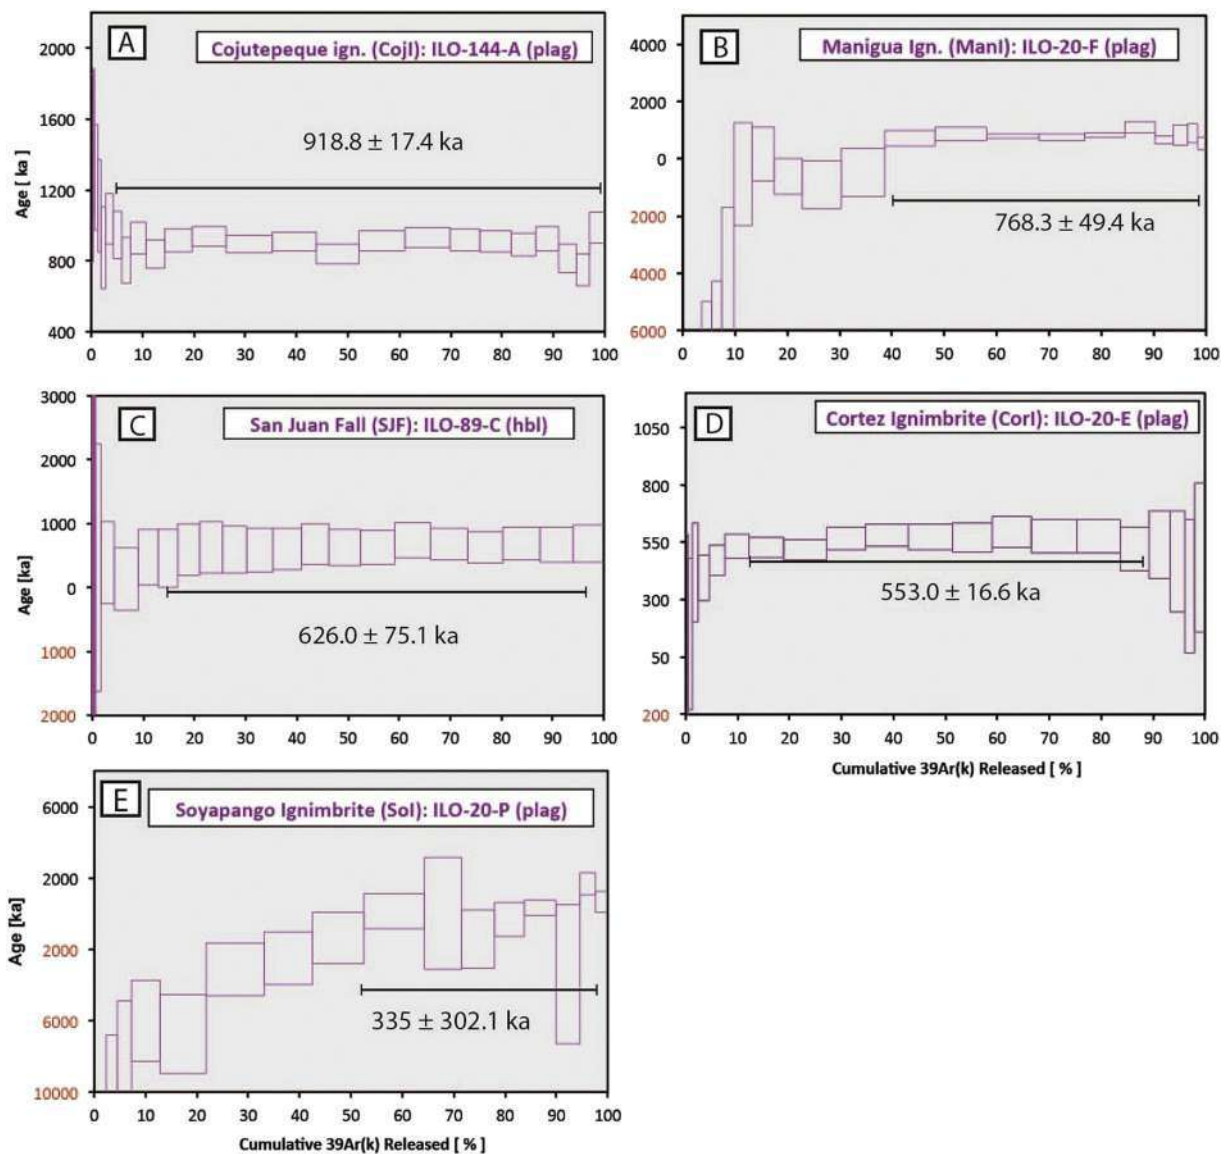 A
Cojutepeque ign. (CojI): ILO-144-A (plag)
918.8 ± 17.4 ka
Age [ ka ]
2000
1600
1200
800
400
0 10 20 30 40 50 60 70 80 90 100
B
Manigua Ign. (ManI): ILO-20-F (plag)
768.3 ± 49.4 ka
4000
2000
0
2000
4000
6000
0 10 20 30 40 50 60 70 80 90 100
C
San Juan Fall (SJF): ILO-89-C (hbl)
626.0 ± 75.1 ka
Age [ka]
3000
2000
1000
0
1000
2000
0 10 20 30 40 50 60 70 80 90 100
D
Cortez Ignimbrite (CorI): ILO-20-E (plag)
553.0 ± 16.6 ka
1050
800
550
300
50
200
0 10 20 30 40 50 60 70 80 90 100
Cumulative 39Ar(k) Released [ % ]
E
Soyapango Ignimbrite (SoI): ILO-20-P (plag)
335 ± 302.1 ka
Age [ka]
6000
2000
2000
6000
10000
0 10 20 30 40 50 60 70 80 90 100
Cumulative 39Ar(k) Released [ % ]